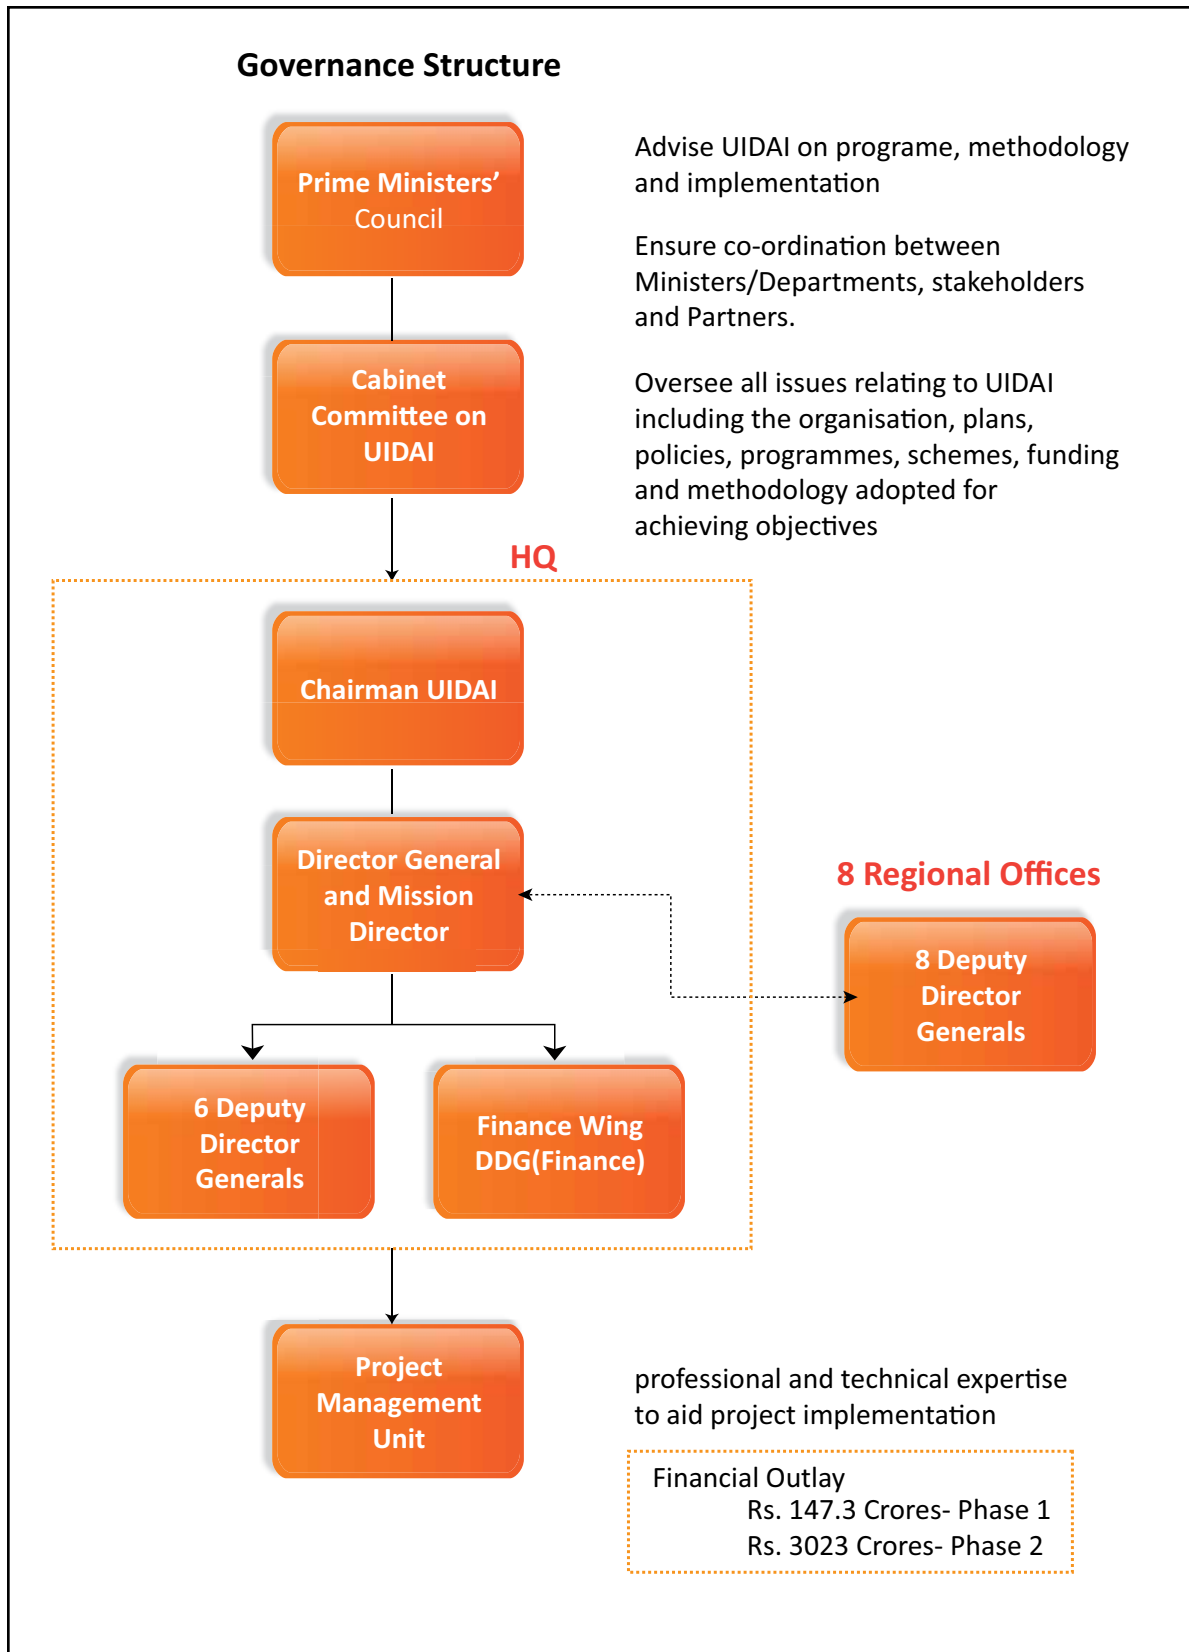 Governance Structure
Prime Ministers’
Council
Advise UIDAI on programe, methodology
and implementation
Ensure co-ordination between
Ministers/Departments, stakeholders
and Partners.
Cabinet
Committee on
UIDAI
Oversee all issues relating to UIDAI
including the organisation, plans,
policies, programmes, schemes, funding
and methodology adopted for
achieving objectives
HQ
Chairman UIDAI
Director General
and Mission
Director
8 Regional Offices
8 Deputy
Director
Generals
6 Deputy
Director
Generals
Finance Wing
DDG(Finance)
Project
Management
Unit
professional and technical expertise
to aid project implementation
Financial Outlay
Rs. 147.3 Crores- Phase 1
Rs. 3023 Crores- Phase 2